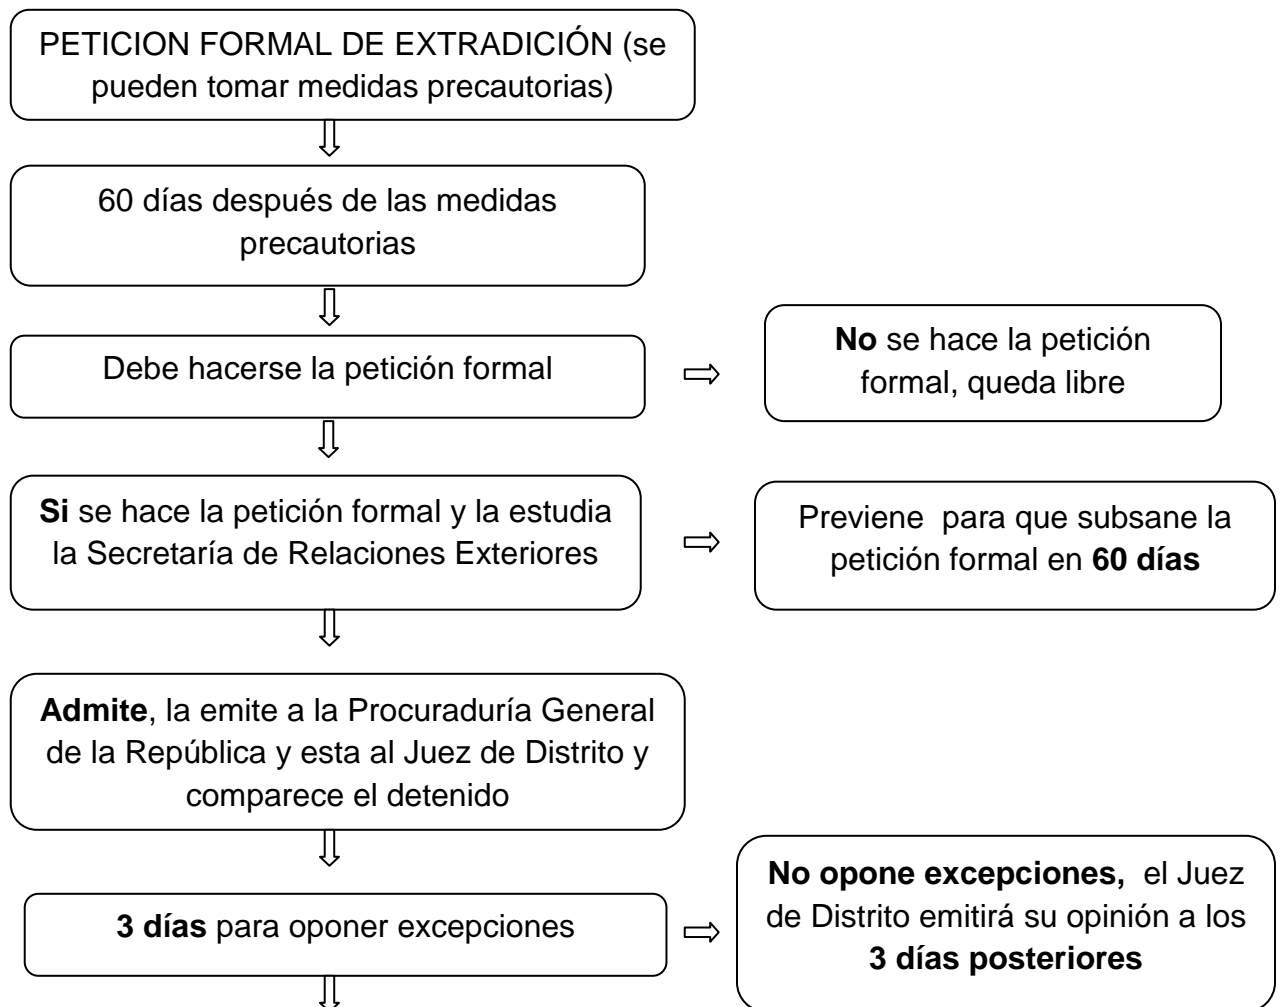 PETICION FORMAL DE EXTRADICIÓN (se
pueden tomar medidas precautorias)
60 días después de las medidas
precautorias
Debe hacerse la petición formal
No se hace la petición
formal, queda libre
Si se hace la petición formal y la estudia
la Secretaría de Relaciones Exteriores
Previene para que subsane la
petición formal en 60 días
Admite, la emite a la Procuraduría General
de la República y esta al Juez de Distrito y
comparece el detenido
3 días para oponer excepciones
No opone excepciones, el Juez
de Distrito emitirá su opinión a los
3 días posteriores